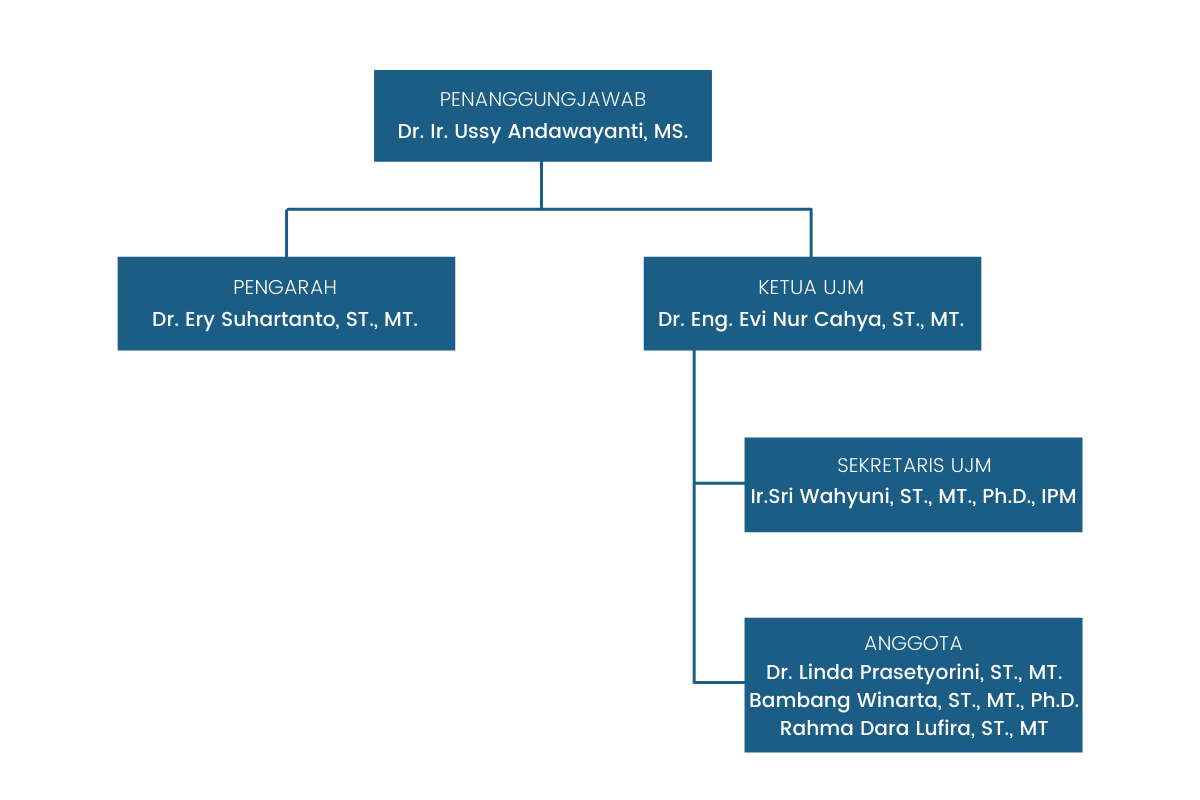 PENANGGUNGJAWAB
Dr. Ir. Ussy Andawayanti, MS.
PENGARAH
Dr. Ery Suhartanto, ST., MT.
KETUA UJM
Dr. Eng. Evi Nur Cahya, ST., MT.
SEKRETARIS UJM
Ir.Sri Wahyuni, ST., MT., Ph.D., IPM
ANGGOTA
Dr. Linda Prasetyorini, ST., MT.
Bambang Winarta, ST., MT., Ph.D.
Rahma Dara Lufira, ST., MT